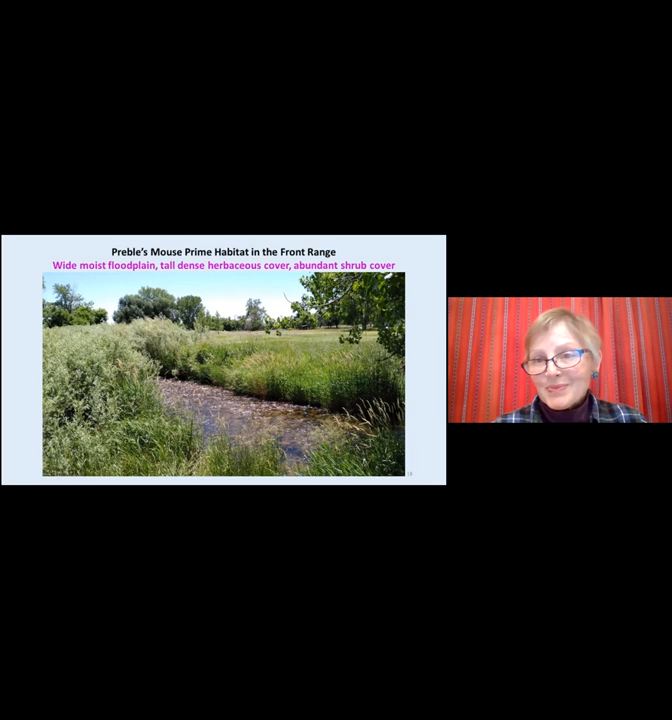 Preble's Mouse Prime Habitat in the Front Range
Wide moist floodplain, tall dense herbaceous cover, abundant shrub cover